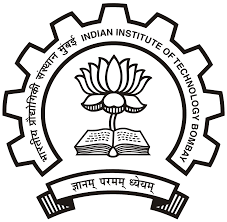 भारतीय प्रौद्योगिकी संस्थान मुंबई
INDIAN INSTITUTE OF TECHNOLOGY BOMBAY
ज्ञानम् परमम् ध्येयम्